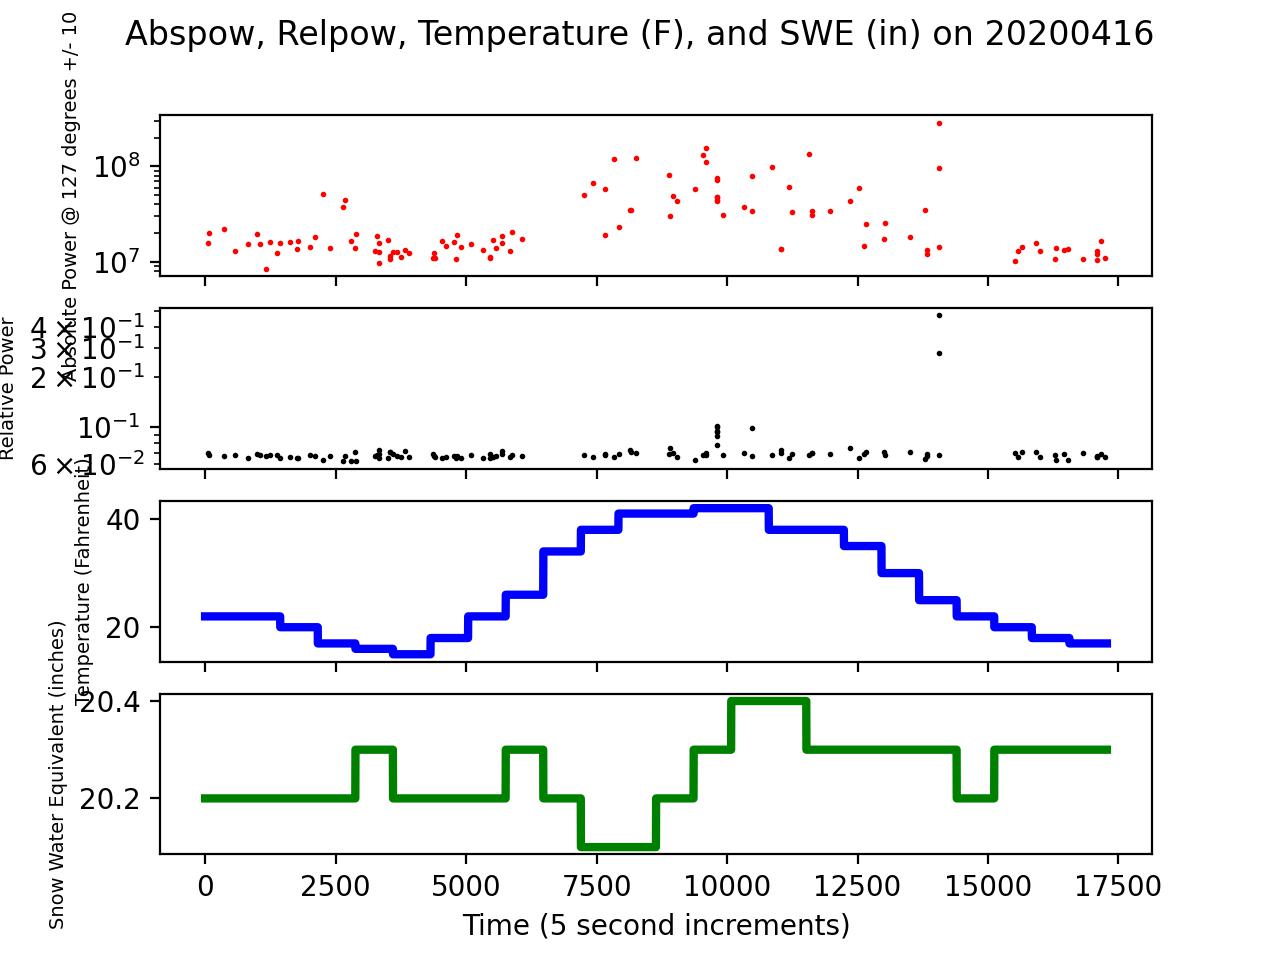 Abspow, Relpow, Temperature (F), and SWE (in) on 20200416
Absolute Power @ 127 degrees +/- 10
10^8
10^7
Relative Power
4 × 10^-1
3 × 10^-1
2 × 10^-1
10^-1
6 × 10^-2
Temperature (Fahrenheit)
40
20
Snow Water Equivalent (inches)
20.4
20.2
0 2500 5000 7500 10000 12500 15000 17500
Time (5 second increments)